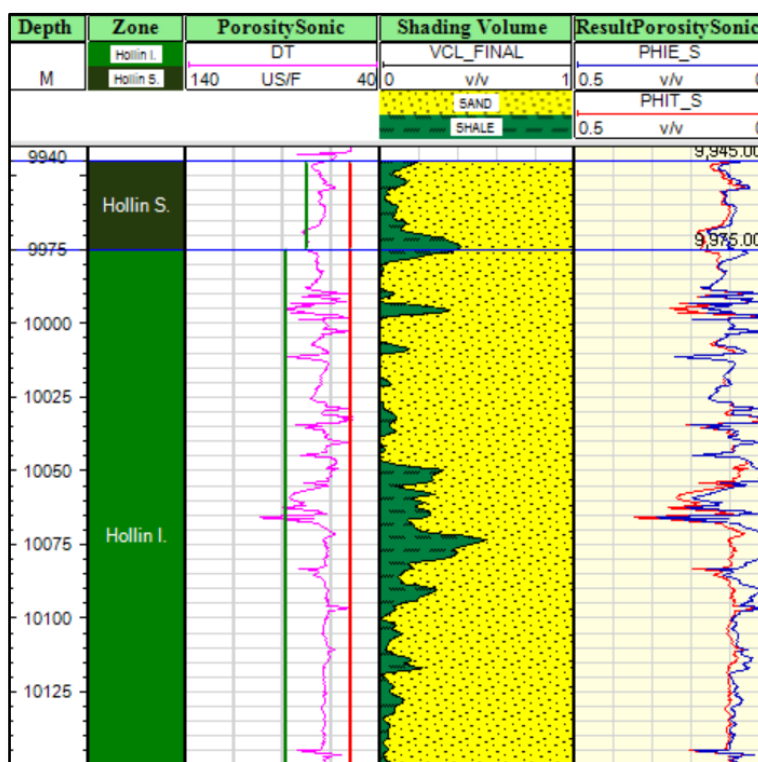 Depth Zone PorositySonic Shading Volume ResultPorositySonic
Hollin I. DT VCL_FINAL PHIE_S
M Hollin S. 140 US/F 40 0 v/v 1 0.5 v/v 0
SAND PHIT_S
SHALE 0.5 v/v 0
9940 9,945.00
Hollin S.
9975 9,975.00
10000
10025
10050
10075 Hollin I.
10100
10125